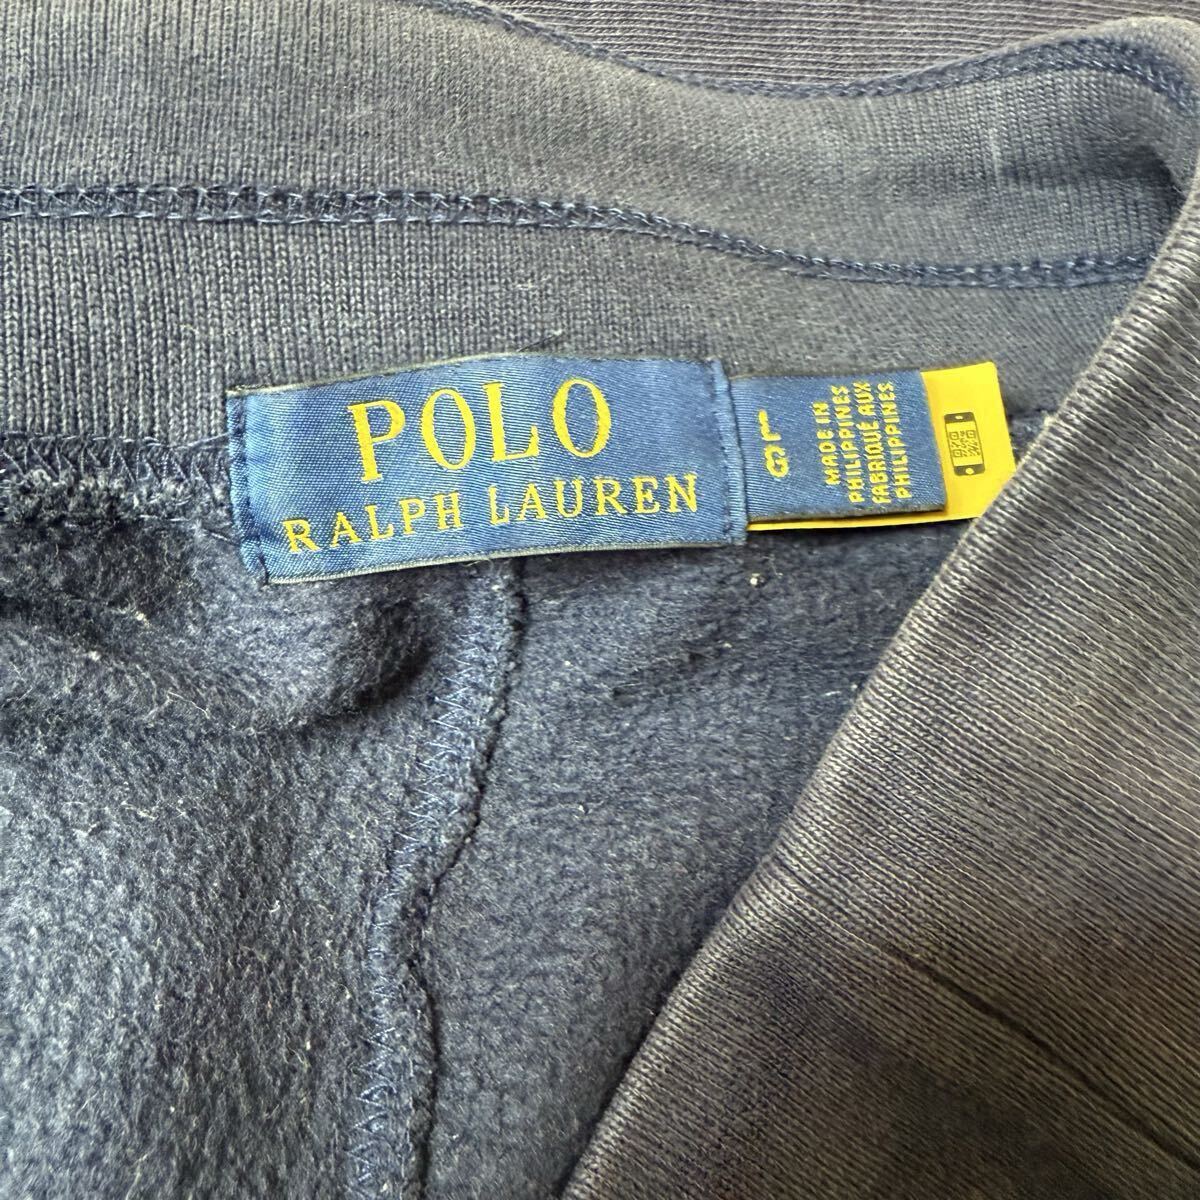 POLO
RALPH LAUREN
L
G
MADE IN
PHILIPPINES
FABRIQUÉ AUX
PHILIPPINES